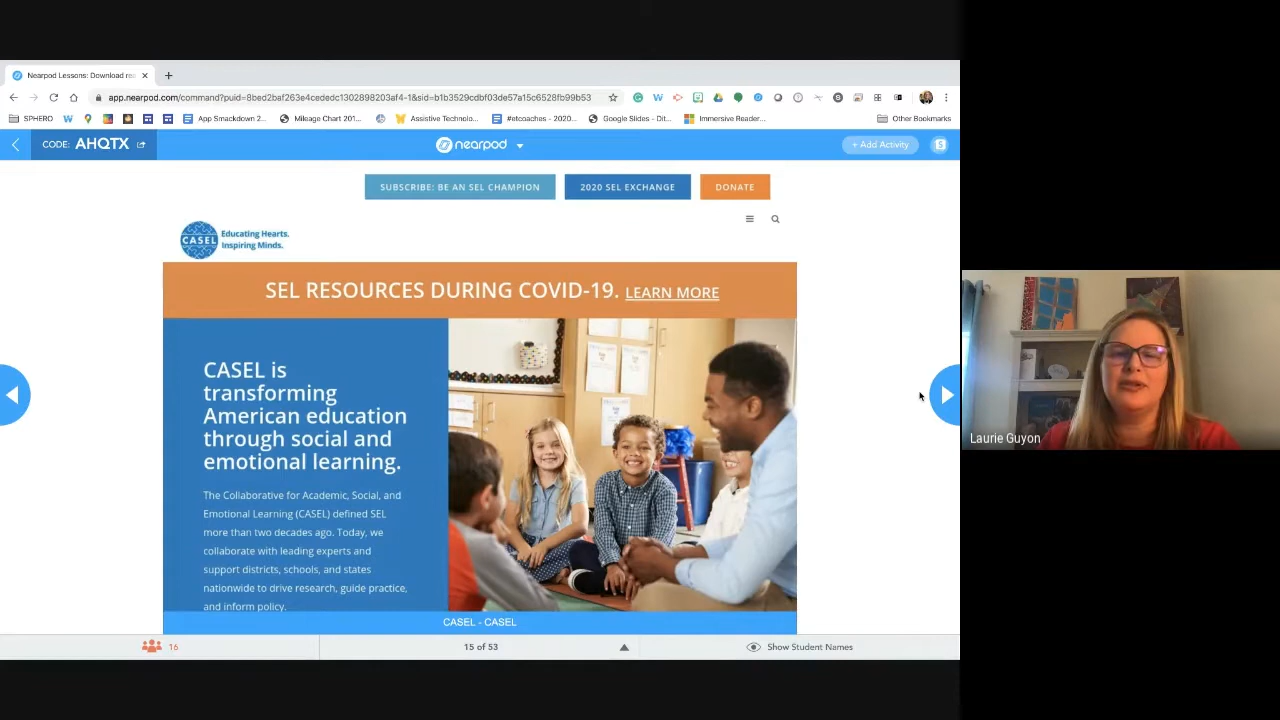 Nearpod Lessons: Download rea
app.nearpod.com/command?puid=8bed2baf263e4cededc1302898203af4-1&sid=b1b3529cdbf03de57a15c6528fb99b53
SPHERO
App Smackdown 2...
Mileage Chart 201...
Assistive Technolo...
#etcoaches - 2020...
Google Slides - Dit...
Immersive Reader...
Other Bookmarks
CODE: AHQTX
nearpod
+ Add Activity
SUBSCRIBE: BE AN SEL CHAMPION
2020 SEL EXCHANGE
DONATE
CASEL
Educating Hearts.
Inspiring Minds.
SEL RESOURCES DURING COVID-19. LEARN MORE
CASEL is
transforming
American education
through social and
emotional learning.
The Collaborative for Academic, Social, and
Emotional Learning (CASEL) defined SEL
more than two decades ago. Today, we
collaborate with leading experts and
support districts, schools, and states
nationwide to drive research, guide practice,
and inform policy.
CASEL - CASEL
16
15 of 53
Show Student Names
Laurie Guyon